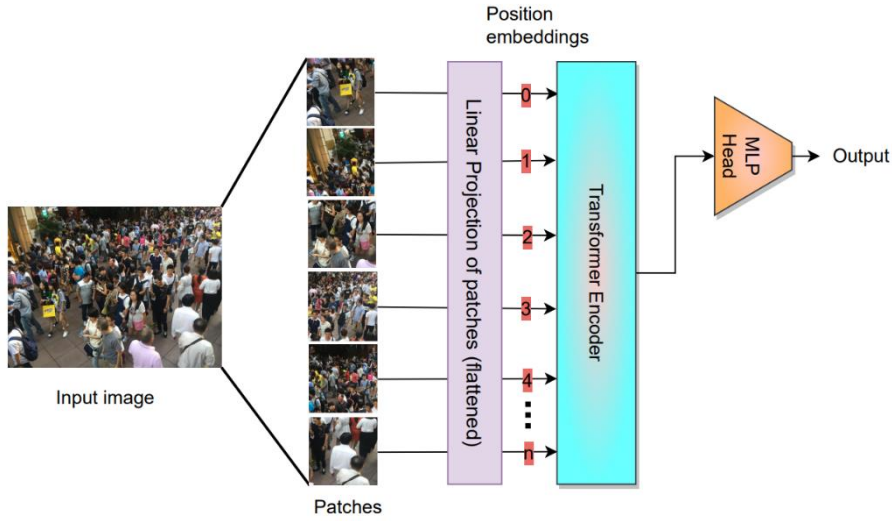 Position
embeddings
Linear Projection of patches (flattened)
0
1
2
3
4
n
Transformer Encoder
MLP
Head
Output
Input image
Patches